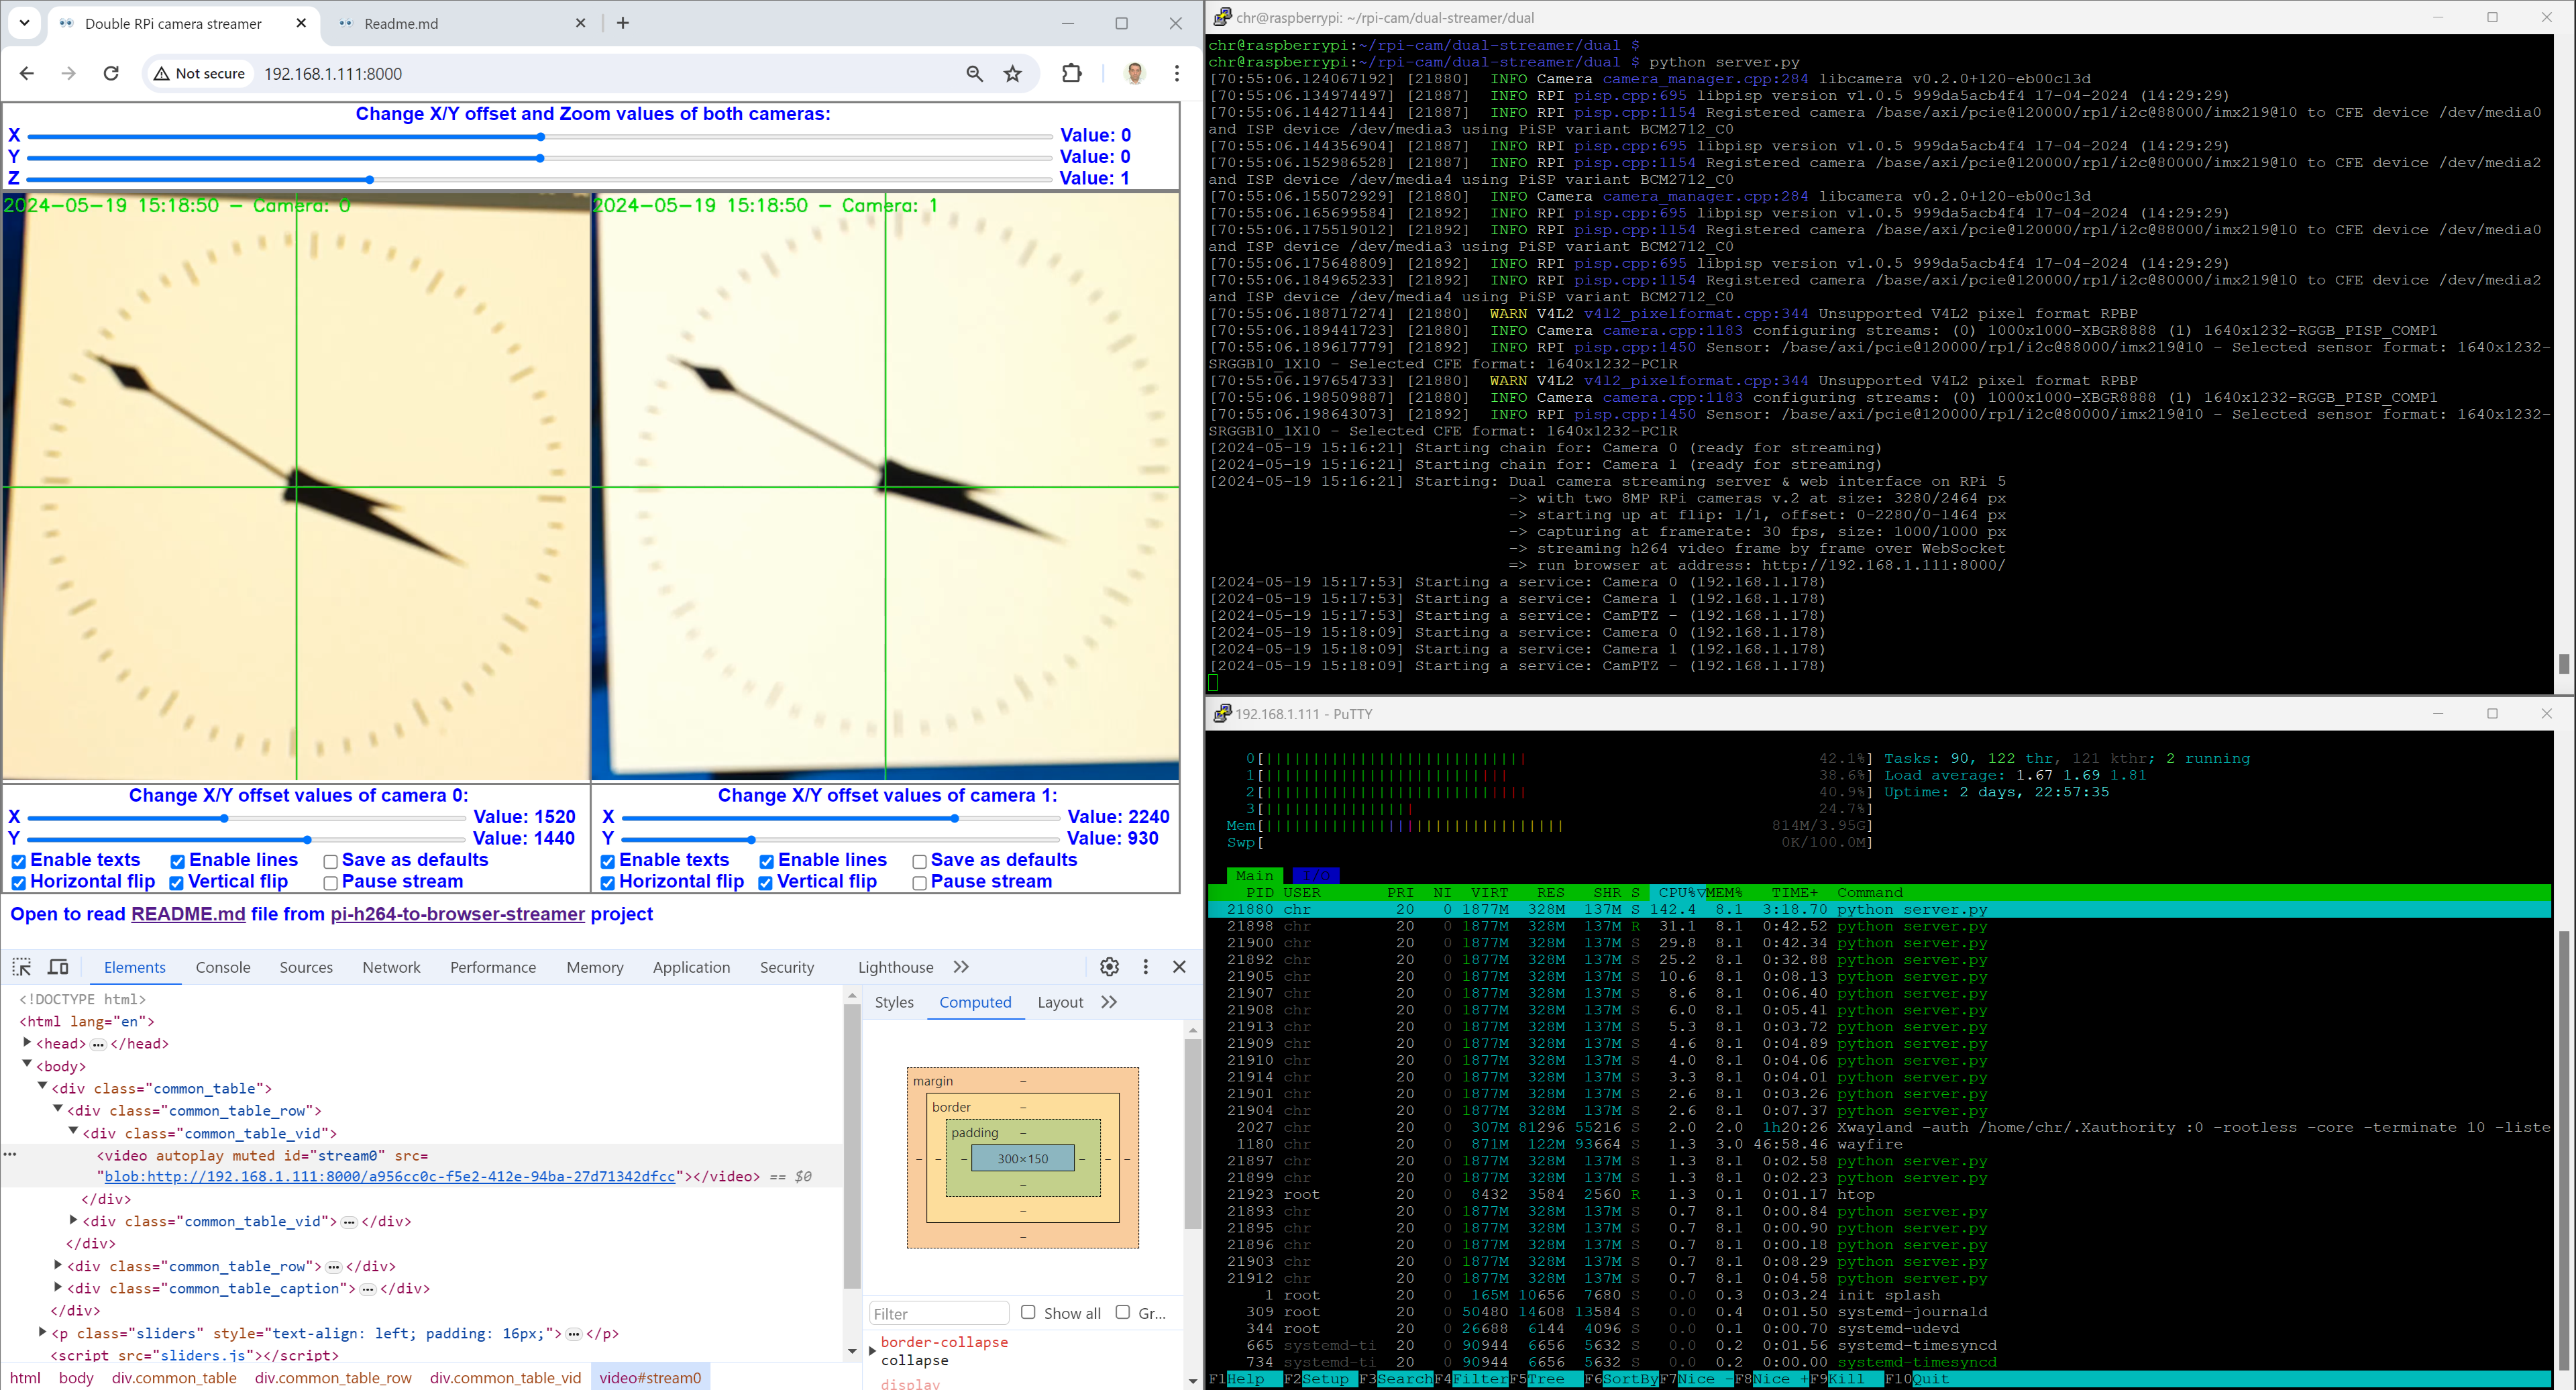 Double RPi camera streamer
Readme.md
Not secure
192.168.1.111:8000
Change X/Y offset and Zoom values of both cameras:
X Value: 0
Y Value: 0
Z Value: 1
2024-05-19 15:18:50 - Camera: 0
2024-05-19 15:18:50 - Camera: 1
Change X/Y offset values of camera 0:
X Value: 1520
Y Value: 1440
Enable texts Enable lines Save as defaults
Horizontal flip Vertical flip Pause stream
Change X/Y offset values of camera 1:
X Value: 2240
Y Value: 930
Enable texts Enable lines Save as defaults
Horizontal flip Vertical flip Pause stream
Open to read README.md file from pi-h264-to-browser-streamer project
Elements Console Sources Network Performance Memory Application Security Lighthouse
<!DOCTYPE html>
<html lang="en">
<head> ••• </head>
<body>
<div class="common_table">
<div class="common_table_row">
<div class="common_table_vid">
<video autoplay muted id="stream0" src=
"blob:http://192.168.1.111:8000/a956cc0c-f5e2-412e-94ba-27d71342dfcc"></video> == $0
</div>
<div class="common_table_vid"> ••• </div>
</div>
<div class="common_table_row"> ••• </div>
<div class="common_table_caption"> ••• </div>
</div>
<p class="sliders" style="text-align: left; padding: 16px;"> ••• </p>
<script src="sliders.js"></script>
html body div.common_table div.common_table_row div.common_table_vid video#stream0
Styles Computed Layout
margin –
border –
padding –
– – – 300×150 – – –
–
–
–
Filter Show all Gr...
border-collapse
collapse
display
chr@raspberrypi: ~/rpi-cam/dual-streamer/dual
chr@raspberrypi:~/rpi-cam/dual-streamer/dual $
chr@raspberrypi:~/rpi-cam/dual-streamer/dual $ python server.py
[70:55:06.124067192] [21880] INFO Camera camera_manager.cpp:284 libcamera v0.2.0+120-eb00c13d
[70:55:06.134974497] [21887] INFO RPI pisp.cpp:695 libpisp version v1.0.5 999da5acb4f4 17-04-2024 (14:29:29)
[70:55:06.144271144] [21887] INFO RPI pisp.cpp:1154 Registered camera /base/axi/pcie@120000/rp1/i2c@88000/imx219@10 to CFE device /dev/media0
and ISP device /dev/media3 using PiSP variant BCM2712_C0
[70:55:06.144356904] [21887] INFO RPI pisp.cpp:695 libpisp version v1.0.5 999da5acb4f4 17-04-2024 (14:29:29)
[70:55:06.152986528] [21887] INFO RPI pisp.cpp:1154 Registered camera /base/axi/pcie@120000/rp1/i2c@80000/imx219@10 to CFE device /dev/media2
and ISP device /dev/media4 using PiSP variant BCM2712_C0
[70:55:06.155072929] [21880] INFO Camera camera_manager.cpp:284 libcamera v0.2.0+120-eb00c13d
[70:55:06.165699584] [21892] INFO RPI pisp.cpp:695 libpisp version v1.0.5 999da5acb4f4 17-04-2024 (14:29:29)
[70:55:06.175519012] [21892] INFO RPI pisp.cpp:1154 Registered camera /base/axi/pcie@120000/rp1/i2c@88000/imx219@10 to CFE device /dev/media0
and ISP device /dev/media3 using PiSP variant BCM2712_C0
[70:55:06.175648809] [21892] INFO RPI pisp.cpp:695 libpisp version v1.0.5 999da5acb4f4 17-04-2024 (14:29:29)
[70:55:06.184965233] [21892] INFO RPI pisp.cpp:1154 Registered camera /base/axi/pcie@120000/rp1/i2c@80000/imx219@10 to CFE device /dev/media2
and ISP device /dev/media4 using PiSP variant BCM2712_C0
[70:55:06.188717274] [21880] WARN V4L2 v4l2_pixelformat.cpp:344 Unsupported V4L2 pixel format RPBP
[70:55:06.189441723] [21880] INFO Camera camera.cpp:1183 configuring streams: (0) 1000x1000-XBGR8888 (1) 1640x1232-RGGB_PISP_COMP1
[70:55:06.189617779] [21892] INFO RPI pisp.cpp:1450 Sensor: /base/axi/pcie@120000/rp1/i2c@88000/imx219@10 - Selected sensor format: 1640x1232-
SRGGB10_1X10 - Selected CFE format: 1640x1232-PC1R
[70:55:06.197654733] [21880] WARN V4L2 v4l2_pixelformat.cpp:344 Unsupported V4L2 pixel format RPBP
[70:55:06.198509887] [21880] INFO Camera camera.cpp:1183 configuring streams: (0) 1000x1000-XBGR8888 (1) 1640x1232-RGGB_PISP_COMP1
[70:55:06.198643073] [21892] INFO RPI pisp.cpp:1450 Sensor: /base/axi/pcie@120000/rp1/i2c@80000/imx219@10 - Selected sensor format: 1640x1232-
SRGGB10_1X10 - Selected CFE format: 1640x1232-PC1R
[2024-05-19 15:16:21] Starting chain for: Camera 0 (ready for streaming)
[2024-05-19 15:16:21] Starting chain for: Camera 1 (ready for streaming)
[2024-05-19 15:16:21] Starting: Dual camera streaming server & web interface on RPi 5
-> with two 8MP RPi cameras v.2 at size: 3280/2464 px
-> starting up at flip: 1/1, offset: 0-2280/0-1464 px
-> capturing at framerate: 30 fps, size: 1000/1000 px
-> streaming h264 video frame by frame over WebSocket
=> run browser at address: http://192.168.1.111:8000/
[2024-05-19 15:17:53] Starting a service: Camera 0 (192.168.1.178)
[2024-05-19 15:17:53] Starting a service: Camera 1 (192.168.1.178)
[2024-05-19 15:17:53] Starting a service: CamPTZ - (192.168.1.178)
[2024-05-19 15:18:09] Starting a service: Camera 0 (192.168.1.178)
[2024-05-19 15:18:09] Starting a service: Camera 1 (192.168.1.178)
[2024-05-19 15:18:09] Starting a service: CamPTZ - (192.168.1.178)
192.168.1.111 - PuTTY
0[ 42.1%] Tasks: 90, 122 thr, 121 kthr; 2 running
1[ 38.6%] Load average: 1.67 1.69 1.81
2[ 40.9%] Uptime: 2 days, 22:57:35
3[ 24.7%]
Mem[ 814M/3.95G]
Swp[ 0K/100.0M]
Main I/O
PID USER PRI NI VIRT RES SHR S CPU%▽MEM% TIME+ Command
21880 chr 20 0 1877M 328M 137M S 142.4 8.1 3:18.70 python server.py
21898 chr 20 0 1877M 328M 137M R 31.1 8.1 0:42.52 python server.py
21900 chr 20 0 1877M 328M 137M S 29.8 8.1 0:42.34 python server.py
21892 chr 20 0 1877M 328M 137M S 25.2 8.1 0:32.88 python server.py
21905 chr 20 0 1877M 328M 137M S 10.6 8.1 0:08.13 python server.py
21907 chr 20 0 1877M 328M 137M S 8.6 8.1 0:06.40 python server.py
21908 chr 20 0 1877M 328M 137M S 6.0 8.1 0:05.41 python server.py
21913 chr 20 0 1877M 328M 137M S 5.3 8.1 0:03.72 python server.py
21909 chr 20 0 1877M 328M 137M S 4.6 8.1 0:04.89 python server.py
21910 chr 20 0 1877M 328M 137M S 4.0 8.1 0:04.06 python server.py
21914 chr 20 0 1877M 328M 137M S 3.3 8.1 0:04.01 python server.py
21901 chr 20 0 1877M 328M 137M S 2.6 8.1 0:03.26 python server.py
21904 chr 20 0 1877M 328M 137M S 2.6 8.1 0:07.37 python server.py
2027 chr 20 0 307M 81296 55216 S 2.0 2.0 1h20:26 Xwayland -auth /home/chr/.Xauthority :0 -rootless -core -terminate 10 -liste
1180 chr 20 0 871M 122M 93664 S 1.3 3.0 46:58.48 wayfire
21897 chr 20 0 1877M 328M 137M S 1.3 8.1 0:02.58 python server.py
21899 chr 20 0 1877M 328M 137M S 1.3 8.1 0:02.23 python server.py
21923 root 20 0 8432 3584 2560 R 1.3 0.1 0:01.17 htop
21893 chr 20 0 1877M 328M 137M S 0.7 8.1 0:00.84 python server.py
21895 chr 20 0 1877M 328M 137M S 0.7 8.1 0:00.90 python server.py
21896 chr 20 0 1877M 328M 137M S 0.7 8.1 0:00.18 python server.py
21903 chr 20 0 1877M 328M 137M S 0.7 8.1 0:08.29 python server.py
21912 chr 20 0 1877M 328M 137M S 0.7 8.1 0:04.58 python server.py
1 root 20 0 165M 10656 7680 S 0.0 0.3 0:03.24 init splash
309 root 20 0 50480 14608 13584 S 0.0 0.4 0:01.50 systemd-journald
344 root 20 0 26688 6144 4096 S 0.0 0.1 0:00.70 systemd-udevd
665 systemd-ti 20 0 90944 6656 5632 S 0.0 0.2 0:01.56 systemd-timesyncd
734 systemd-ti 20 0 90944 6656 5632 S 0.0 0.2 0:00.00 systemd-timesyncd
F1Help F2Setup F3SearchF4FilterF5Tree F6SortByF7Nice -F8Nice +F9Kill F10Quit